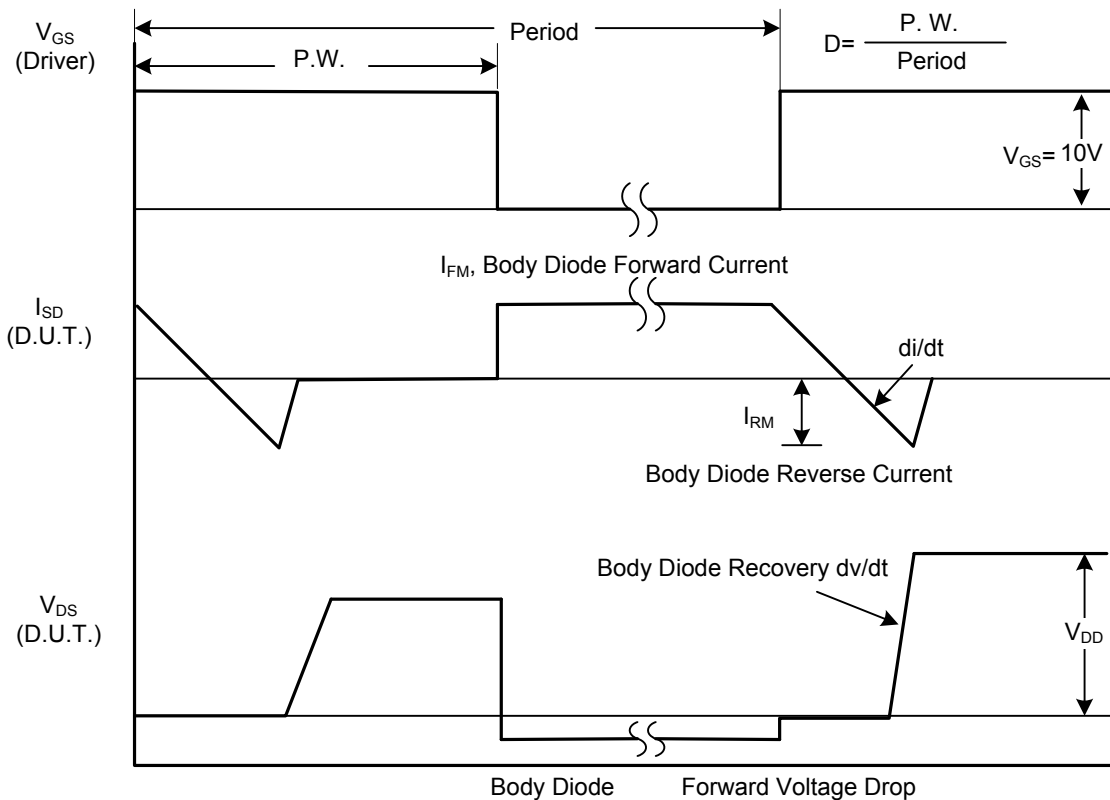 VGS
(Driver)
Period
P.W.
D= P. W.
Period
VGS= 10V
IFM, Body Diode Forward Current
ISD
(D.U.T.)
di/dt
IRM
Body Diode Reverse Current
Body Diode Recovery dv/dt
VDS
(D.U.T.)
VDD
Body Diode Forward Voltage Drop